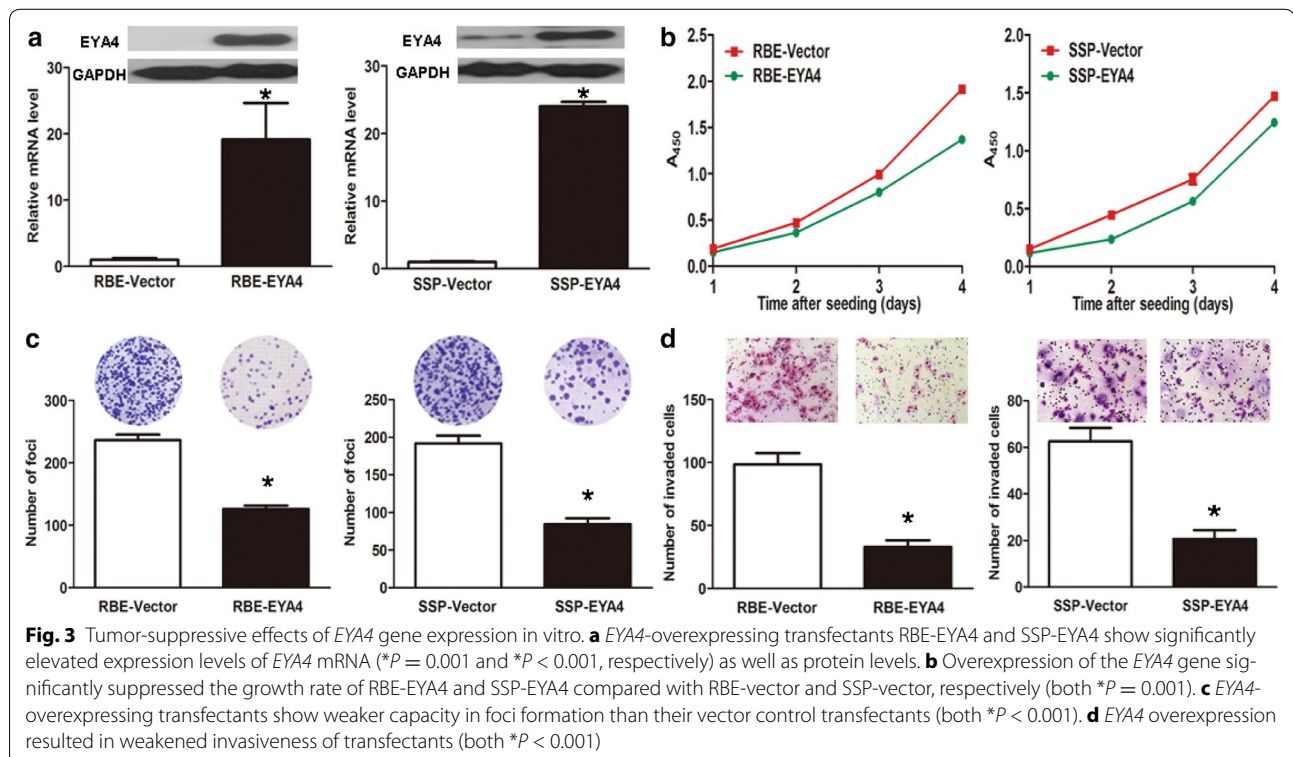 a
EYA4
GAPDH
*
Relative mRNA level
30
20
10
0
RBE-Vector
RBE-EYA4
EYA4
GAPDH
*
Relative mRNA level
30
20
10
0
SSP-Vector
SSP-EYA4
b
RBE-Vector
RBE-EYA4
A450
2.5
2.0
1.5
1.0
0.5
0.0
1 2 3 4
Time after seeding (days)
SSP-Vector
SSP-EYA4
A450
2.0
1.5
1.0
0.5
0.0
1 2 3 4
Time after seeding (days)
c
Number of foci
300
200
100
0
*
RBE-Vector
RBE-EYA4
Number of foci
250
200
150
100
50
0
*
SSP-Vector
SSP-EYA4
d
Number of invaded cells
150
100
50
0
*
RBE-Vector
RBE-EYA4
Number of invaded cells
80
60
40
20
0
*
SSP-Vector
SSP-EYA4
Fig. 3 Tumor-suppressive effects of EYA4 gene expression in vitro. a EYA4-overexpressing transfectants RBE-EYA4 and SSP-EYA4 show significantly
elevated expression levels of EYA4 mRNA (*P = 0.001 and *P < 0.001, respectively) as well as protein levels. b Overexpression of the EYA4 gene sig-
nificantly suppressed the growth rate of RBE-EYA4 and SSP-EYA4 compared with RBE-vector and SSP-vector, respectively (both *P = 0.001). c EYA4-
overexpressing transfectants show weaker capacity in foci formation than their vector control transfectants (both *P < 0.001). d EYA4 overexpression
resulted in weakened invasiveness of transfectants (both *P < 0.001)